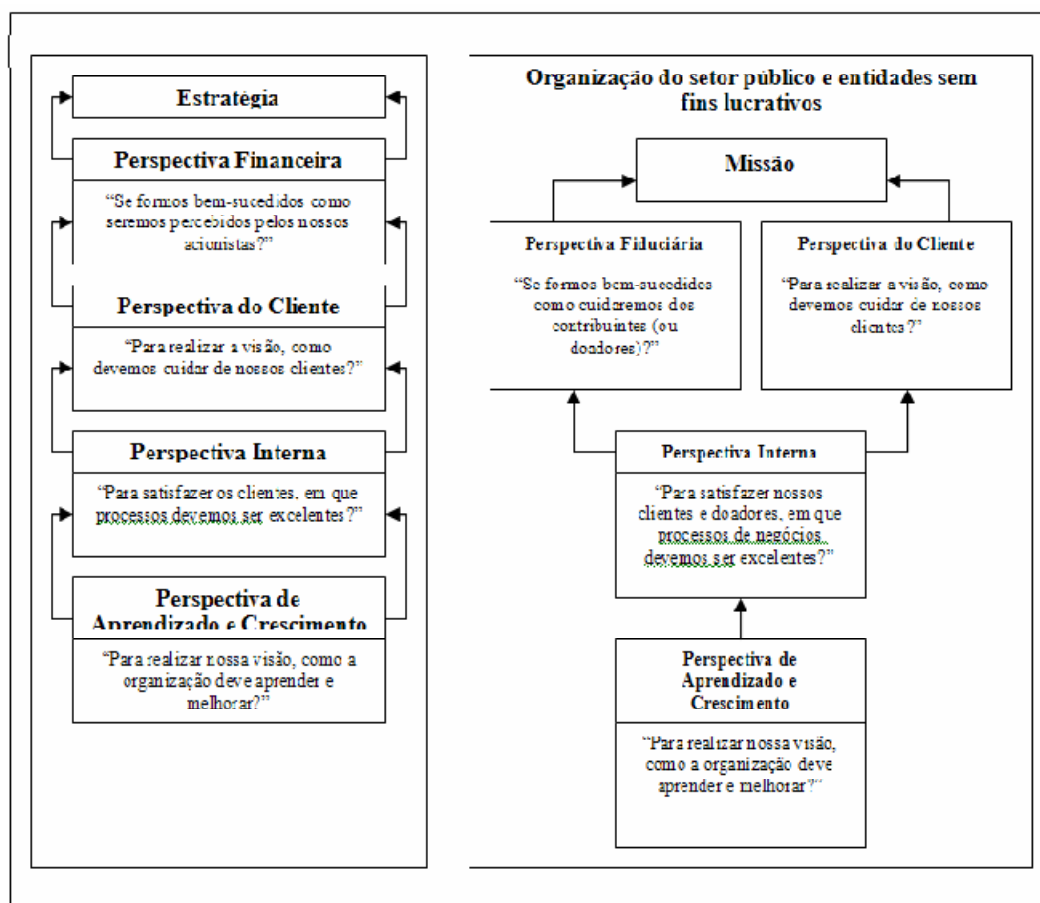 Estratégia
Perspectiva Financeira
“Se formos bem-sucedidos como
seremos percebidos pelos nossos
acionistas?”
Perspectiva do Cliente
“Para realizar a visão, como
devemos cuidar de nossos clientes?”
Perspectiva Interna
“Para satisfazer os clientes, em que
processos devemos ser excelentes?”
Perspectiva de
Aprendizado e Crescimento
“Para realizar nossa visão, como a
organização deve aprender e
melhorar?”
Organização do setor público e entidades sem
fins lucrativos
Missão
Perspectiva Fiduciária
“Se formos bem-sucedidos
como cuidaremos dos
contribuintes (ou
doadores)?”
Perspectiva do Cliente
“Para realizar a visão, como
devemos cuidar de nossos
clientes?”
Perspectiva Interna
“Para satisfazer nossos
clientes e doadores, em que
processos de negócios
devemos ser excelentes?”
Perspectiva de
Aprendizado e
Crescimento
“Para realizar nossa visão,
como a organização deve
aprender e melhorar?”